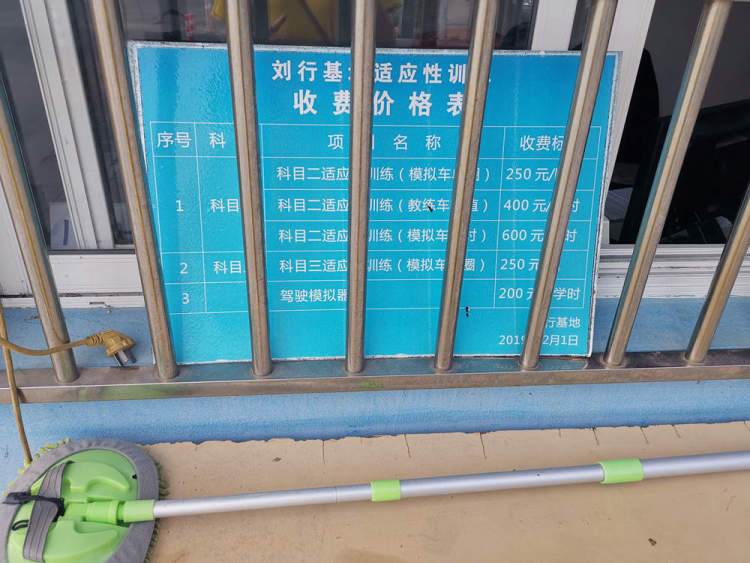 刘行基 适应性训
收费价格表
序号 科 项 名称 收费标
科目二适应 训练（模拟车 ） 250元/
1 科目 科目二适应 训练（教练车 值） 400元/ 时
科目二适应 训练（模拟车 时） 600元/ 时
2 科目 科目三适应 训练（模拟车 圈） 250元
3 驾驶模拟器 200元 学时
行基地
201 2月1日